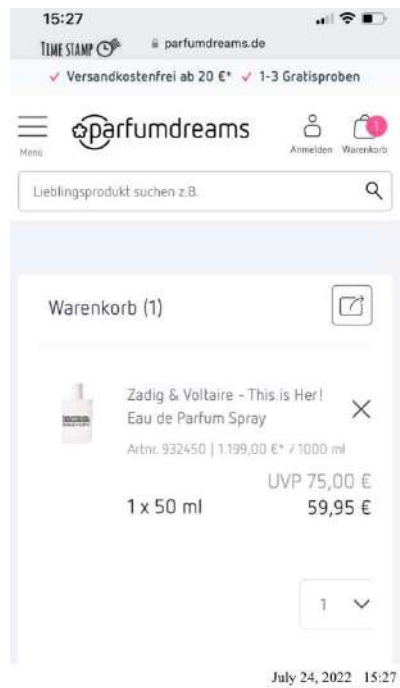 15:27
TIME STAMP
parfumdreams.de
✓ Versandkostenfrei ab 20 €* ✓ 1-3 Gratisproben
parfumdreams
1
Menü
Anmelden Warenkorb
Lieblingsprodukt suchen z.B.
Warenkorb (1)
Zadig & Voltaire - This is Her!
Eau de Parfum Spray
Artnr. 932450 | 1.199,00 €* / 1000 ml
UVP 75,00 €
1 x 50 ml 59,95 €
1
July 24, 2022 15:27